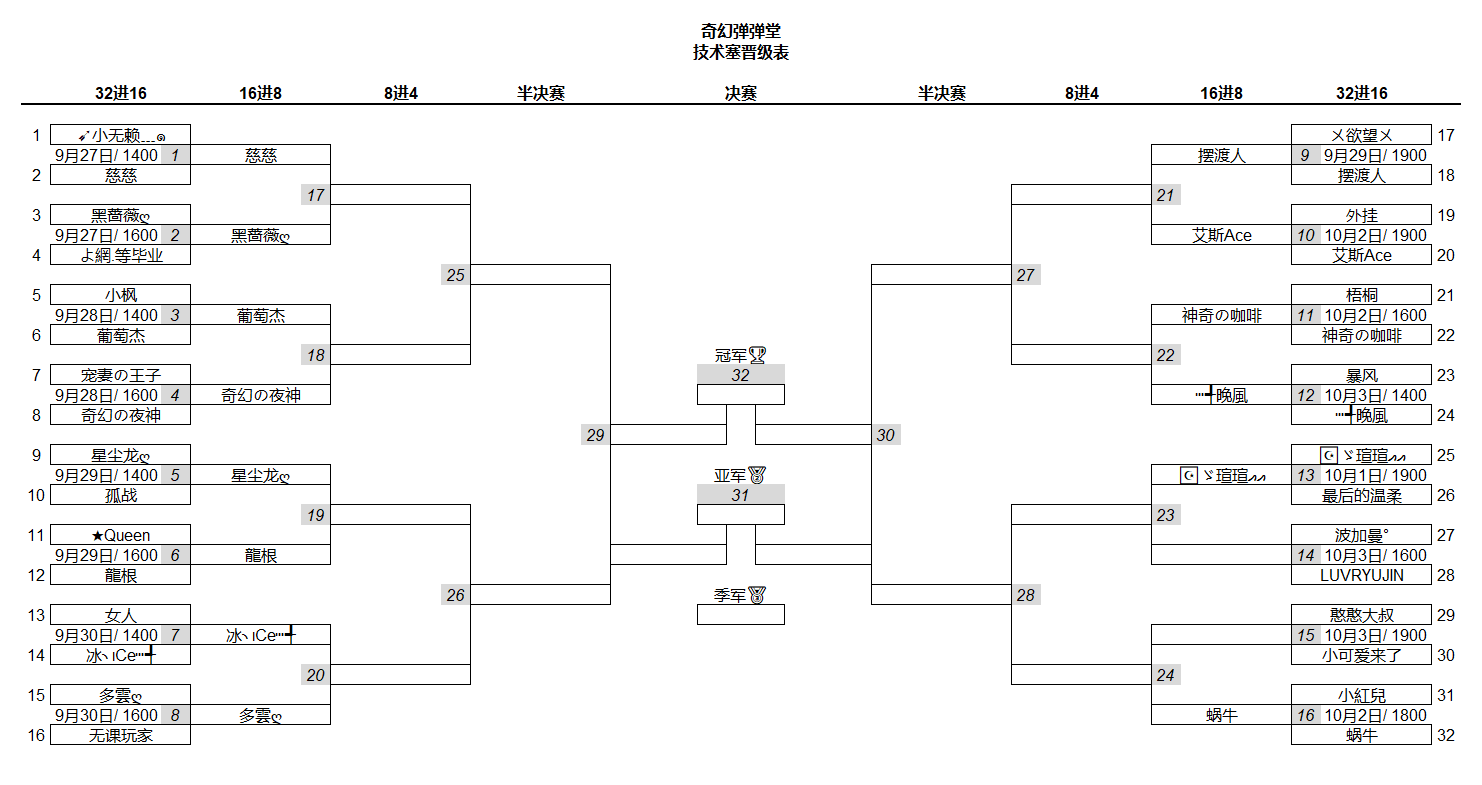 奇幻弹弹堂
技术塞晋级表
32进16 16进8 8进4 半决赛 决赛 半决赛 8进4 16进8 32进16
1 ➶小无赖﹎๑ ㄨ欲望ㄨ 17
9月27日/ 1400 1 慈慈 摆渡人 9 9月29日/ 1900
2 慈慈 摆渡人 18
17 21
3 黑蔷薇ღ 外挂 19
9月27日/ 1600 2 黑蔷薇ღ 艾斯Ace 10 10月2日/ 1900
4 よ網.等毕业 艾斯Ace 20
25 27
5 小枫 梧桐 21
9月28日/ 1400 3 葡萄杰 神奇の咖啡 11 10月2日/ 1600
6 葡萄杰 神奇の咖啡 22
18 冠军🏆 22
7 宠妻の王子 32 暴风 23
9月28日/ 1600 4 奇幻の夜神 ┉╃晚風 12 10月3日/ 1400
8 奇幻の夜神 ┉╃晚風 24
29 30
9 星尘龙ღ ☪ゞ瑄瑄ᨒ 25
9月29日/ 1400 5 星尘龙ღ 亚军🥈 ☪ゞ瑄瑄ᨒ 13 10月1日/ 1900
10 孤战 31 最后的温柔 26
19 23
11 ★Queen 波加曼° 27
9月29日/ 1600 6 龍根 14 10月3日/ 1600
12 龍根 LUVRYUJIN 28
26 季军🥉 28
13 女人 憨憨大叔 29
9月30日/ 1400 7 冰ヽıCe┉╃ 15 10月3日/ 1900
14 冰ヽıCe┉╃ 小可爱来了 30
20 24
15 多雲ღ 小紅兒 31
9月30日/ 1600 8 多雲ღ 蜗牛 16 10月2日/ 1800
16 无课玩家 蜗牛 32